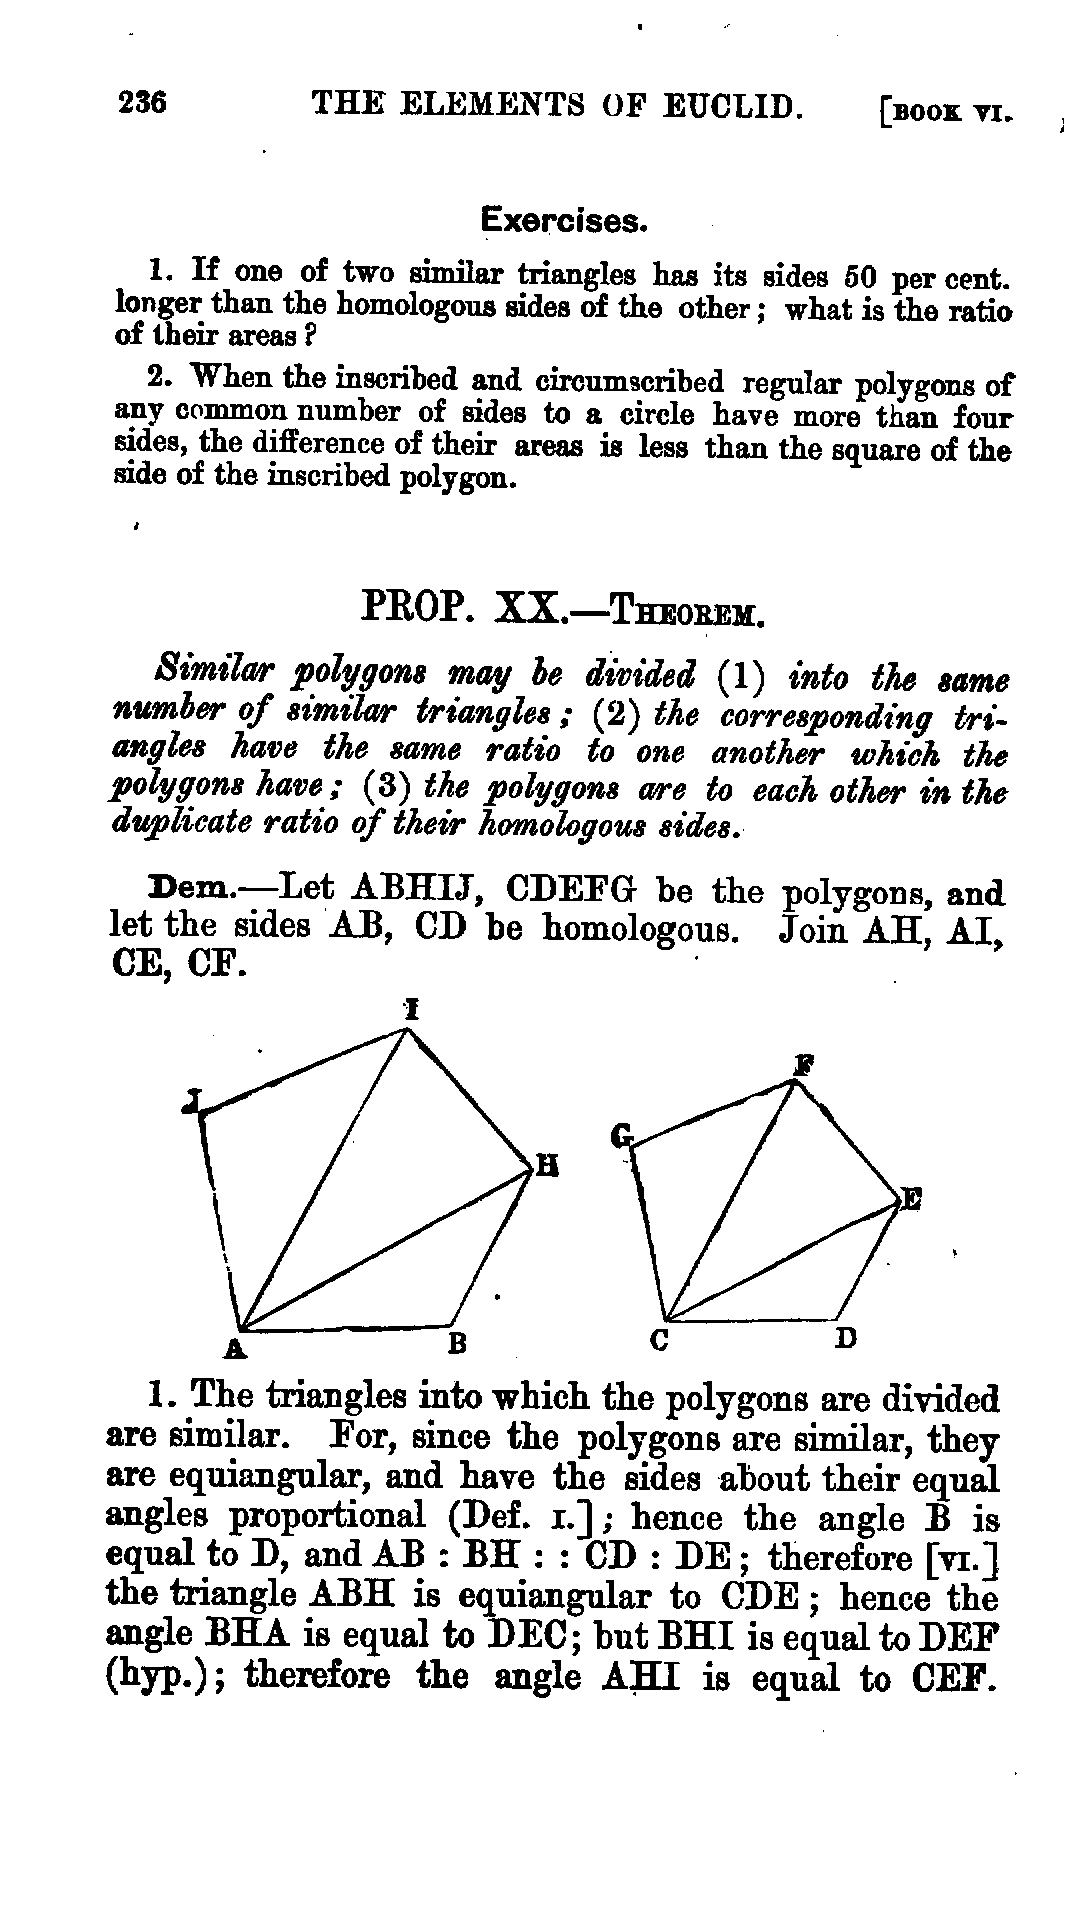 236 THE ELEMENTS OF EUCLID. [BOOK VI.
Exercises.
1. If one of two similar triangles has its sides 50 per cent.
longer than the homologous sides of the other; what is the ratio
of their areas?
2. When the inscribed and circumscribed regular polygons of
any common number of sides to a circle have more than four
sides, the difference of their areas is less than the square of the
side of the inscribed polygon.
PROP. XX.—THEOREM.
Similar polygons may be divided (1) into the same
number of similar triangles; (2) the corresponding tri-
angles have the same ratio to one another which the
polygons have; (3) the polygons are to each other in the
duplicate ratio of their homologous sides.
Dem.—Let ABHIJ, CDEFG be the polygons, and
let the sides AB, CD be homologous. Join AH, AI,
CE, CF.
I
F
J
G
H
E
A B C D
1. The triangles into which the polygons are divided
are similar. For, since the polygons are similar, they
are equiangular, and have the sides about their equal
angles proportional (Def. I.]; hence the angle B is
equal to D, and AB : BH : : CD : DE; therefore [VI.]
the triangle ABH is equiangular to CDE; hence the
angle BHA is equal to DEC; but BHI is equal to DEF
(hyp.); therefore the angle AHI is equal to CEF.